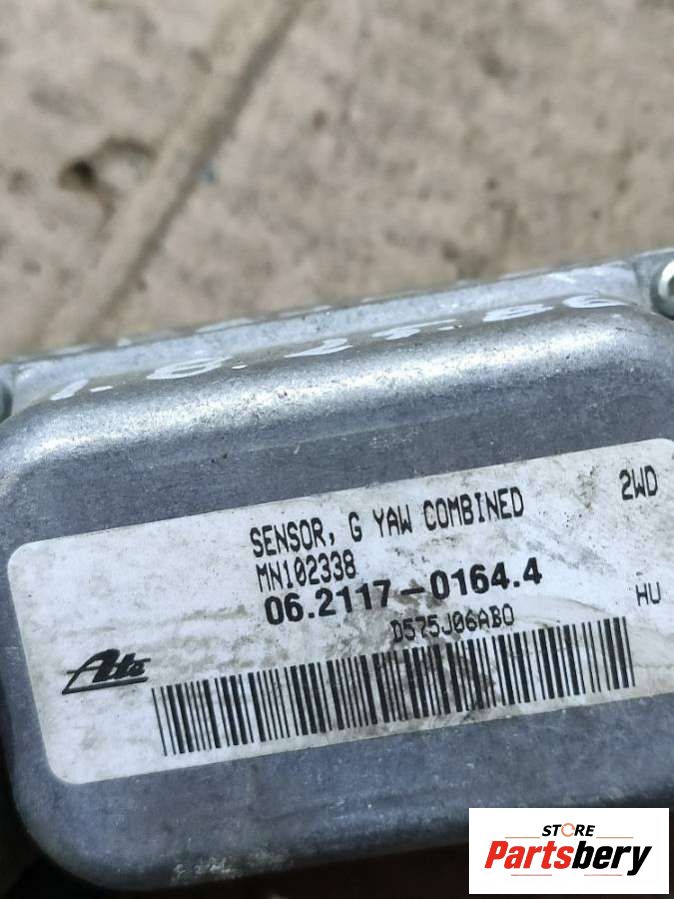 SENSOR, G YAW COMBINED
2WD
MN102338
06.2117-0164.4
HU
D575J06AB0
Ate
STORE
Partsbery